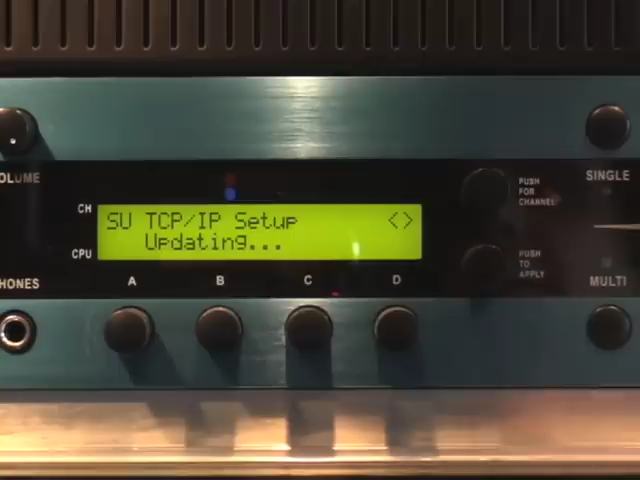 OLUME
CH
SU TCP/IP Setup <>
CPU
Updating...
PUSH
FOR
CHANNEL
SINGLE
PUSH
TO
APPLY
HONES
A B C D
MULTI